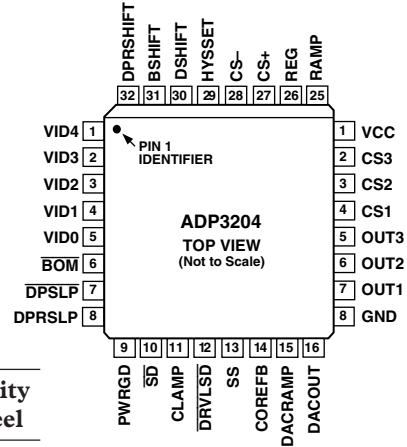 DPRSHIFT BSHIFT DSHIFT HYSSET CS– CS+ REG RAMP
32 31 30 29 28 27 26 25
VID4 1
VID3 2
VID2 3
VID1 4
VID0 5
BOM 6
DPSLP 7
DPRSLP 8
PIN 1
IDENTIFIER
ADP3204
TOP VIEW
(Not to Scale)
1 VCC
2 CS3
3 CS2
4 CS1
5 OUT3
6 OUT2
7 OUT1
8 GND
9 10 11 12 13 14 15 16
PWRGD SD CLAMP DRVLSD SS COREFB DACRAMP DACOUT
ity
eel